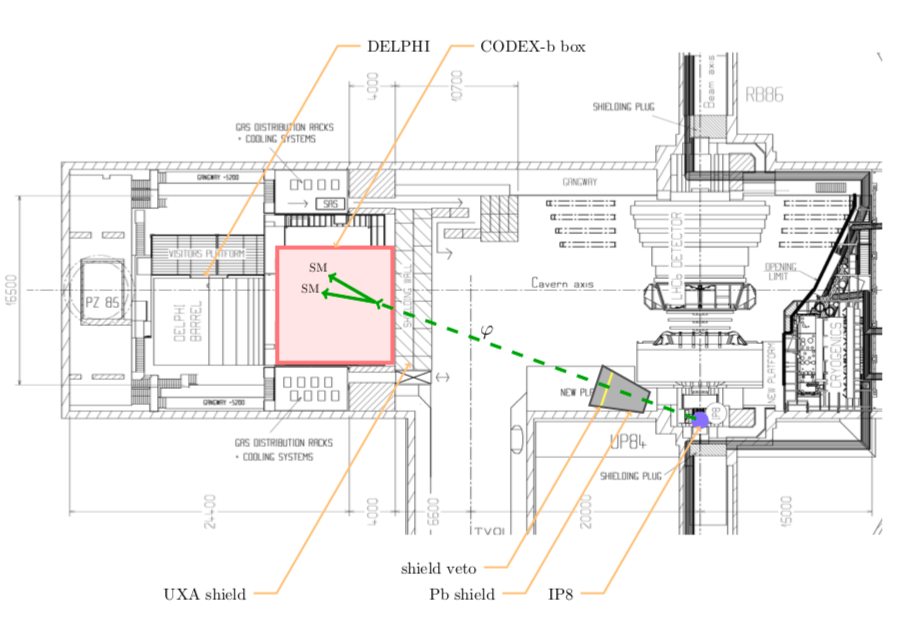 DELPHI
CODEX-b box
4000
10700
Beam axis
RB86
SHIELDING PLUG
GAS DISTRIBUTION RACKS
+ COOLING SYSTEMS
GANGWAY -5200
GANGWAY
SAS
16500
VISITORS PLATFORM
SM
SM
LHCb DETECTOR
OPENING
LIMIT
PZ 85
DELPHI
BARREL
Cavern axis
φ
CRYOGENICS
NEW PLATFORM
NEW PL
GANGWAY -5200
GAS DISTRIBUTION RACKS
+ COOLING SYSTEMS
UP84
SHIELDING PLUG
24400
4000
6600
20000
15000
shield veto
UXA shield
Pb shield
IP8